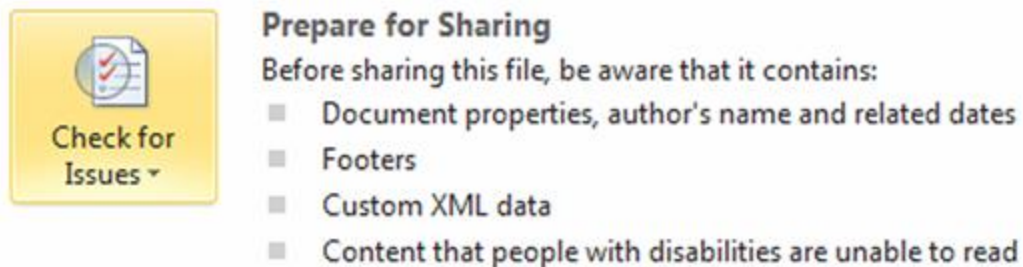 Check for
Issues
Prepare for Sharing
Before sharing this file, be aware that it contains:
Document properties, author's name and related dates
Footers
Custom XML data
Content that people with disabilities are unable to read